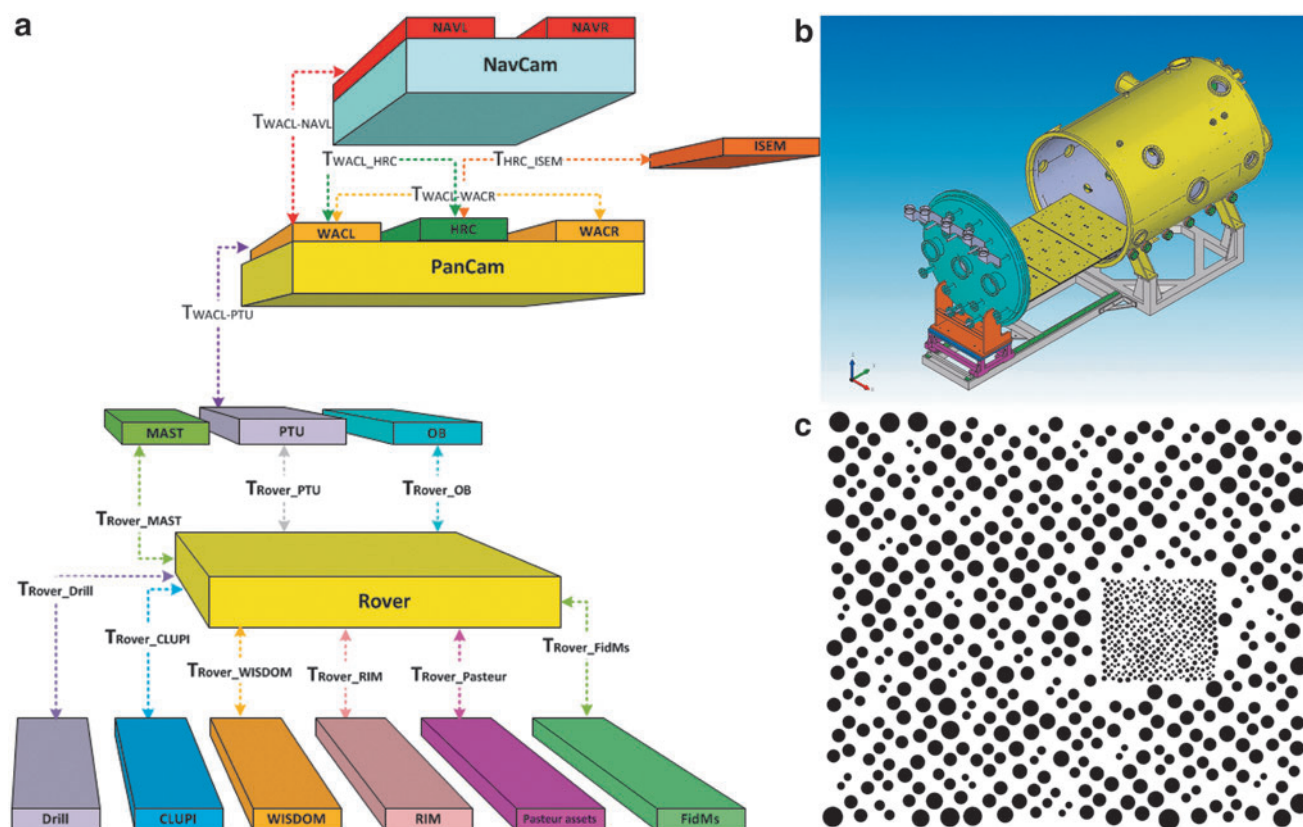 a
NAVL
NAVR
NavCam
TWACL-NAVL
TWACL_HRC
THRC_ISEM
ISEM
TWACL-WACR
WACL
HRC
WACR
PanCam
TWACL-PTU
MAST
PTU
OB
TRover_PTU
TRover_OB
TRover_MAST
TRover_Drill
Rover
TRover_CLUPI
TRover_WISDOM
TRover_RIM
TRover_Pasteur
TRover_FidMs
Drill
CLUPI
WISDOM
RIM
Pasteur assets
FidMs
b
c